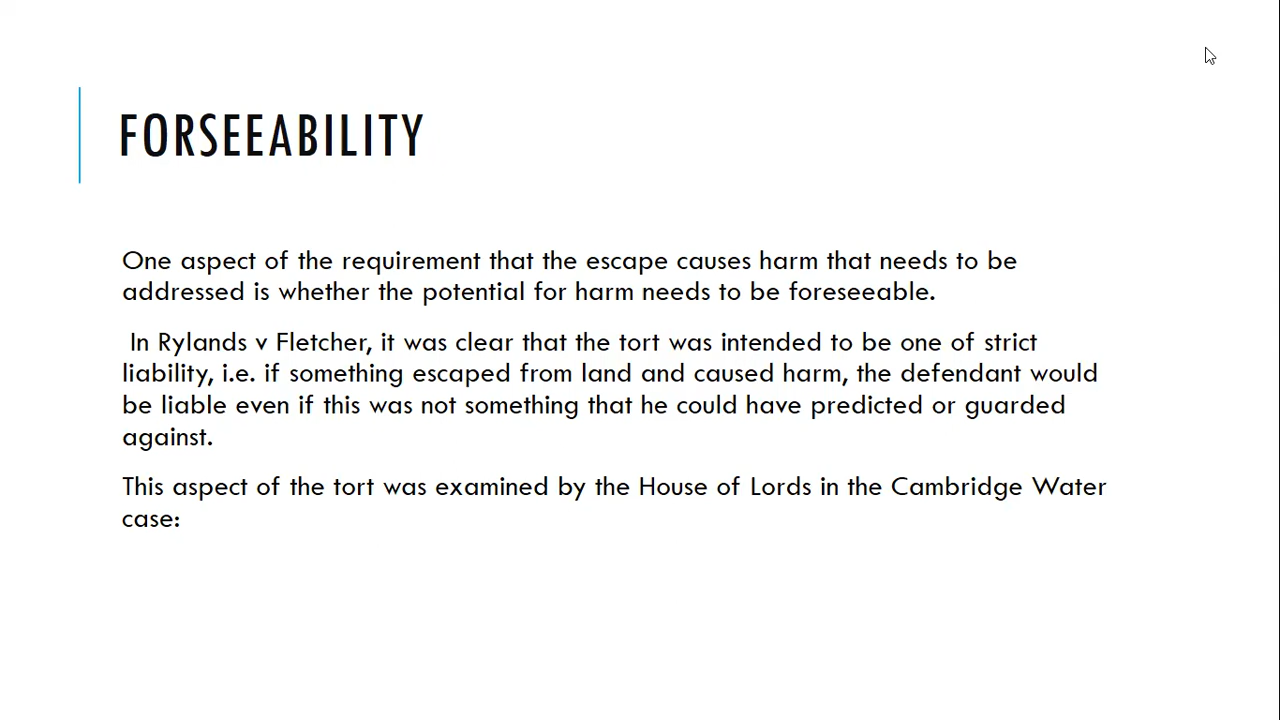 FORSEEABILITY
One aspect of the requirement that the escape causes harm that needs to be
addressed is whether the potential for harm needs to be foreseeable.
In Rylands v Fletcher, it was clear that the tort was intended to be one of strict
liability, i.e. if something escaped from land and caused harm, the defendant would
be liable even if this was not something that he could have predicted or guarded
against.
This aspect of the tort was examined by the House of Lords in the Cambridge Water
case: